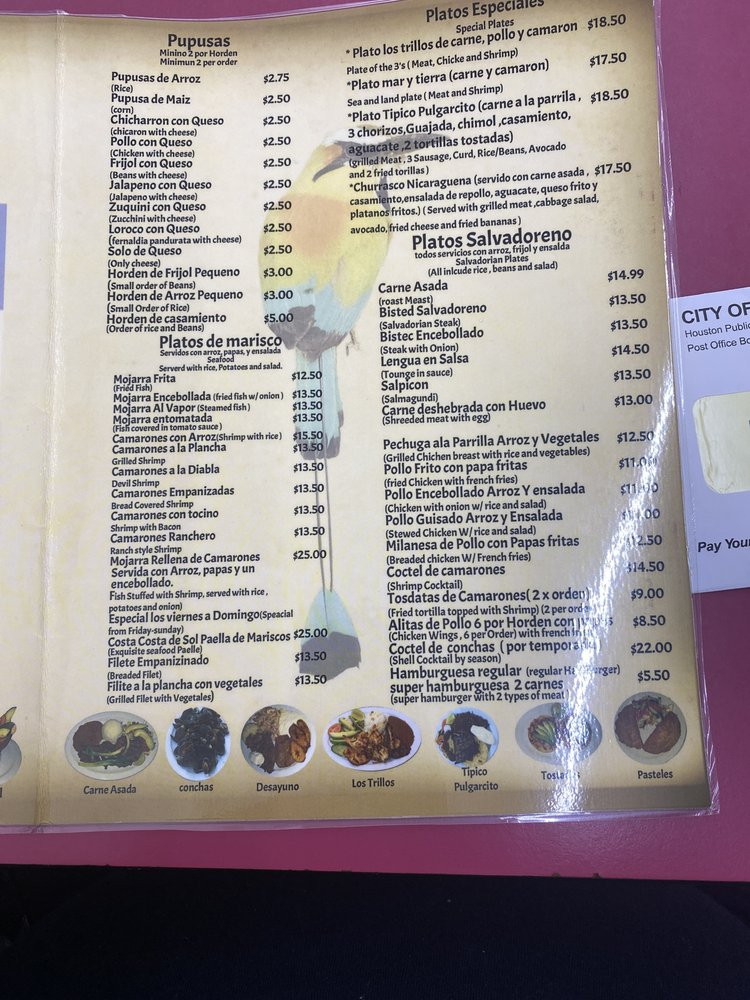 Pupusas
Minino 2 por Horden
Minimun 2 per order
Pupusas de Arroz $2.75
(Rice)
Pupusa de Maiz $2.50
(corn)
Chicharron con Queso $2.50
(chicaron with cheese)
Pollo con Queso $2.50
(Chicken with cheese)
Frijol con Queso $2.50
(Beans with cheese)
Jalapeno con Queso $2.50
(Jalapeno with cheese)
Zuquini con Queso $2.50
(Zucchini with cheese)
Loroco con Queso $2.50
(fernaldia pandurata with cheese)
Solo de Queso $2.50
(Only cheese)
Horden de Frijol Pequeno $3.00
(Small order of Beans)
Horden de Arroz Pequeno $3.00
(Small Order of Rice)
Horden de casamiento $5.00
(Order of rice and Beans)
Platos de marisco
Servidos con arroz, papas, y ensalada
Seafood
Serverd with rice, Potatoes and salad.
Mojarra Frita $12.50
(Fried Fish)
Mojarra Encebollada (fried fish w/onion) $13.50
Mojarra Al Vapor (Steamed fish) $13.50
Mojarra entomatada $13.50
(Fish covered in tomato sauce)
Camarones con Arroz(Shrimp with rice) $15.50
Camarones a la Plancha $13.50
Grilled Shrimp
Camarones a la Diabla $13.50
Devil Shrimp
Camarones Empanizadas $13.50
Bread Covered Shrimp
Camarones con tocino $13.50
Shrimp with Bacon
Camarones Ranchero $13.50
Ranch style Shrimp
Mojarra Rellena de Camarones $25.00
Servida con Arroz, papas y un
encebollado.
Fish Stuffed with Shrimp, served with rice,
potatoes and onion)
Especial los viernes a Domingo(Speacial
from Friday-sunday)
Costa Costa de Sol Paella de Mariscos $25.00
(Exquisite seafood Paelle)
Filete Empanizinado $13.50
(Breaded Filet)
Filite a la plancha con vegetales $13.50
(Grilled Filet with Vegetales)
Platos Especiales
Special Plates
* Plato los trillos de carne, pollo y camaron $18.50
Plate of the 3's ( Meat, Chicke and Shrimp)
*Plato mar y tierra (carne y camaron) $17.50
Sea and land plate ( Meat and Shrimp)
*Plato Tipico Pulgarcito (carne a la parrila , $18.50
3 chorizos,Guajada, chimol ,casamiento,
aguacate ,2 tortillas tostadas)
(grilled Meat , 3 Sausage, Curd, Rice/Beans, Avocado
and 2 fried torillas )
*Churrasco Nicaraguena (servido con carne asada , $17.50
casamiento,ensalada de repollo, aguacate, queso frito y
platanos fritos.) ( Served with grilled meat ,cabbage salad,
avocado, fried cheese and fried bananas )
Platos Salvadoreno
todos servicios con arroz, frijol y ensalda
Salvadorian Plates
(All inlcude rice , beans and salad)
Carne Asada $14.99
(roast Meast)
Bisted Salvadoreno $13.50
(Salvadorian Steak)
Bistec Encebollado $13.50
(Steak with Onion)
Lengua en Salsa $14.50
(Tounge in sauce)
Salpicon $13.50
(Salmagundi)
Carne deshebrada con Huevo $13.00
(Shreeded meat with egg)
Pechuga ala Parrilla Arroz y Vegetales $12.50
(Grilled Chichen breast with rice and vegetables)
Pollo Frito con papa fritas $11.00
(fried Chicken with french fries)
Pollo Encebollado Arroz Y ensalada $11.00
(Chicken with onion w/ rice and salad)
Pollo Guisado Arroz y Ensalada
(Stewed Chicken W/ rice and salad)
Milanesa de Pollo con Papas fritas
(Breaded chicken W/ French fries)
Coctel de camarones $14.50
(Shrimp Cocktail)
Tosdatas de Camarones( 2 x orden) $9.00
(Fried tortilla topped with Shrimp) (2 per order
Alitas de Pollo 6 por Horden con $8.50
(Chicken Wings , 6 per Order) with french
Coctel de conchas ( por temporada) $22.00
(Shell Cocktail by season)
Hamburguesa regular (regular Hamburger) $5.50
super hamburguesa 2 carnes
(super hamburger with 2 types of meat
Carne Asada
conchas
Desayuno
Los Trillos
Tipico
Pulgarcito
Tostadas
Pasteles
CITY OF
Houston Public
Post Office Bo
Pay Your